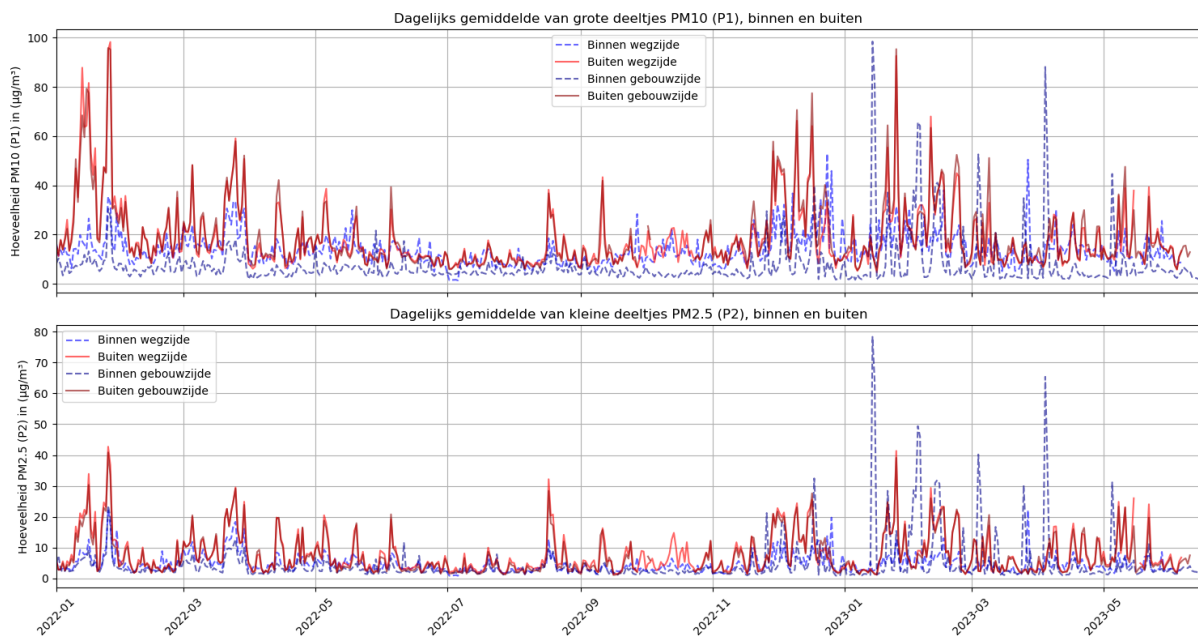 Dagelijks gemiddelde van grote deeltjes PM10 (P1), binnen en buiten
Hoeveelheid PM10 (P1) in (µg/m³)
100
80
60
40
20
0
Binnen wegzijde
Buiten wegzijde
Binnen gebouwzijde
Buiten gebouwzijde
Dagelijks gemiddelde van kleine deeltjes PM2.5 (P2), binnen en buiten
Hoeveelheid PM2.5 (P2) in (µg/m³)
80
70
60
50
40
30
20
10
0
Binnen wegzijde
Buiten wegzijde
Binnen gebouwzijde
Buiten gebouwzijde
2022-01
2022-03
2022-05
2022-07
2022-09
2022-11
2023-01
2023-03
2023-05